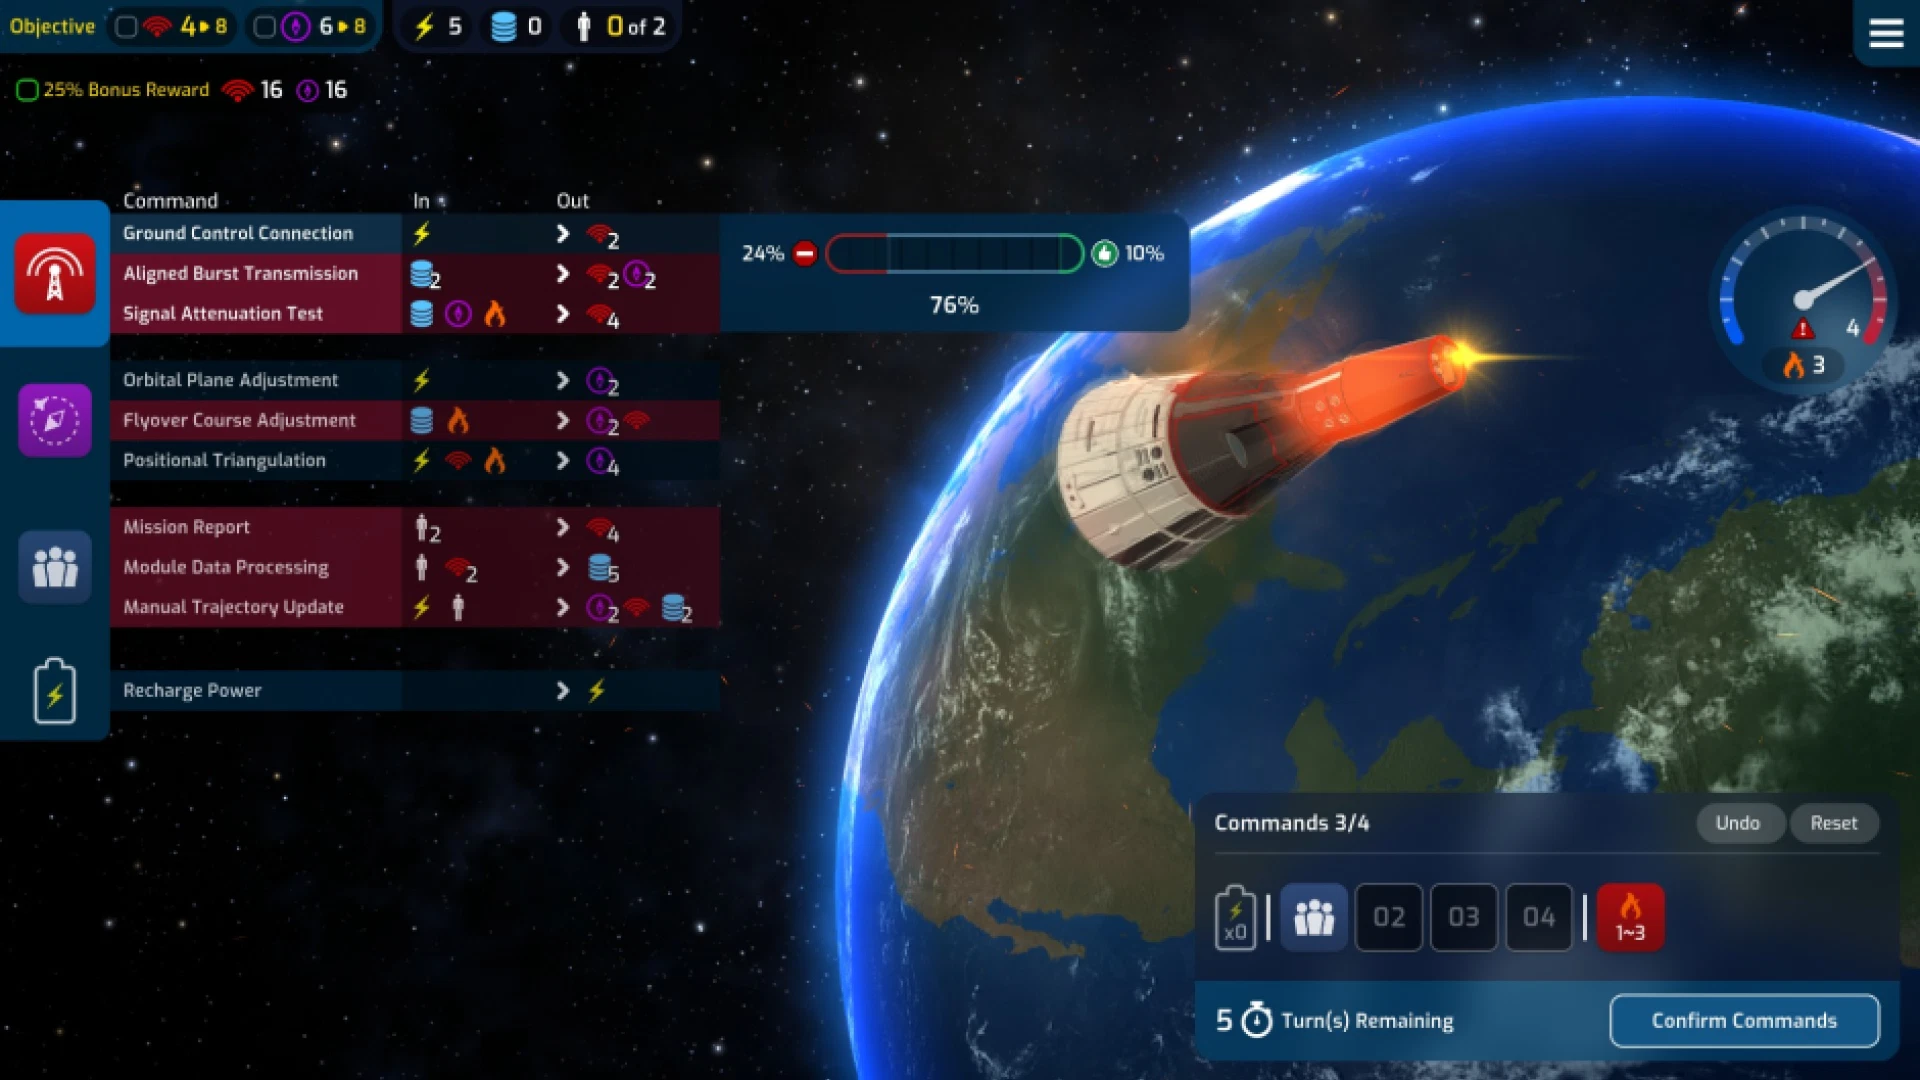 Objective 4 8 6 8 5 0 0 of 2
25% Bonus Reward 16 16
Command In Out
Ground Control Connection 2
24% 10%
Aligned Burst Transmission 2 2 2
76%
Signal Attenuation Test 4
4
3
Orbital Plane Adjustment 2
Flyover Course Adjustment 2
Positional Triangulation 4
Mission Report 2 4
Module Data Processing 2 5
Manual Trajectory Update 2 2
Recharge Power
Commands 3/4 Undo Reset
x0 02 03 04 1~3
5 Turn(s) Remaining Confirm Commands